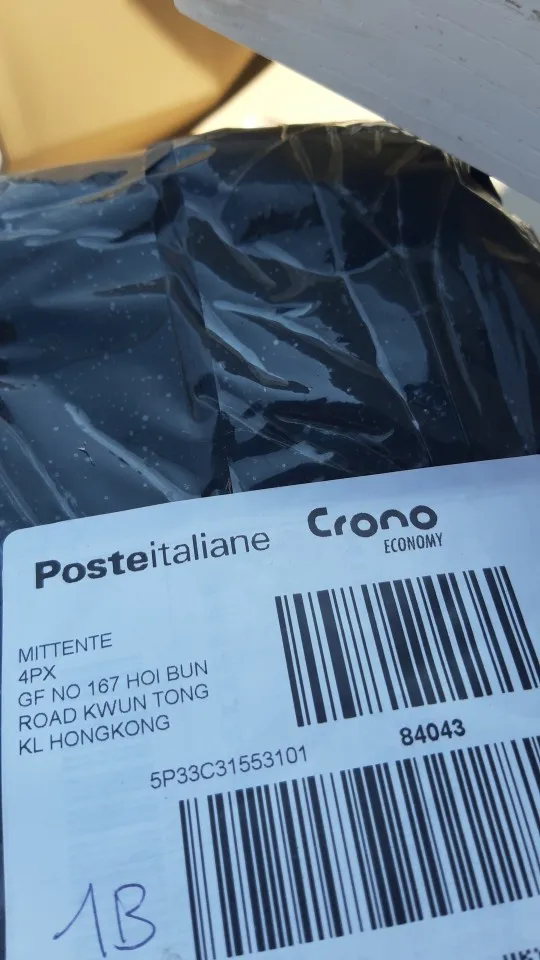 Posteitaliane
Crono
ECONOMY
MITTENTE
4PX
GF NO 167 HOI BUN
ROAD KWUN TONG
KL HONGKONG
84043
5P33C31553101
1B